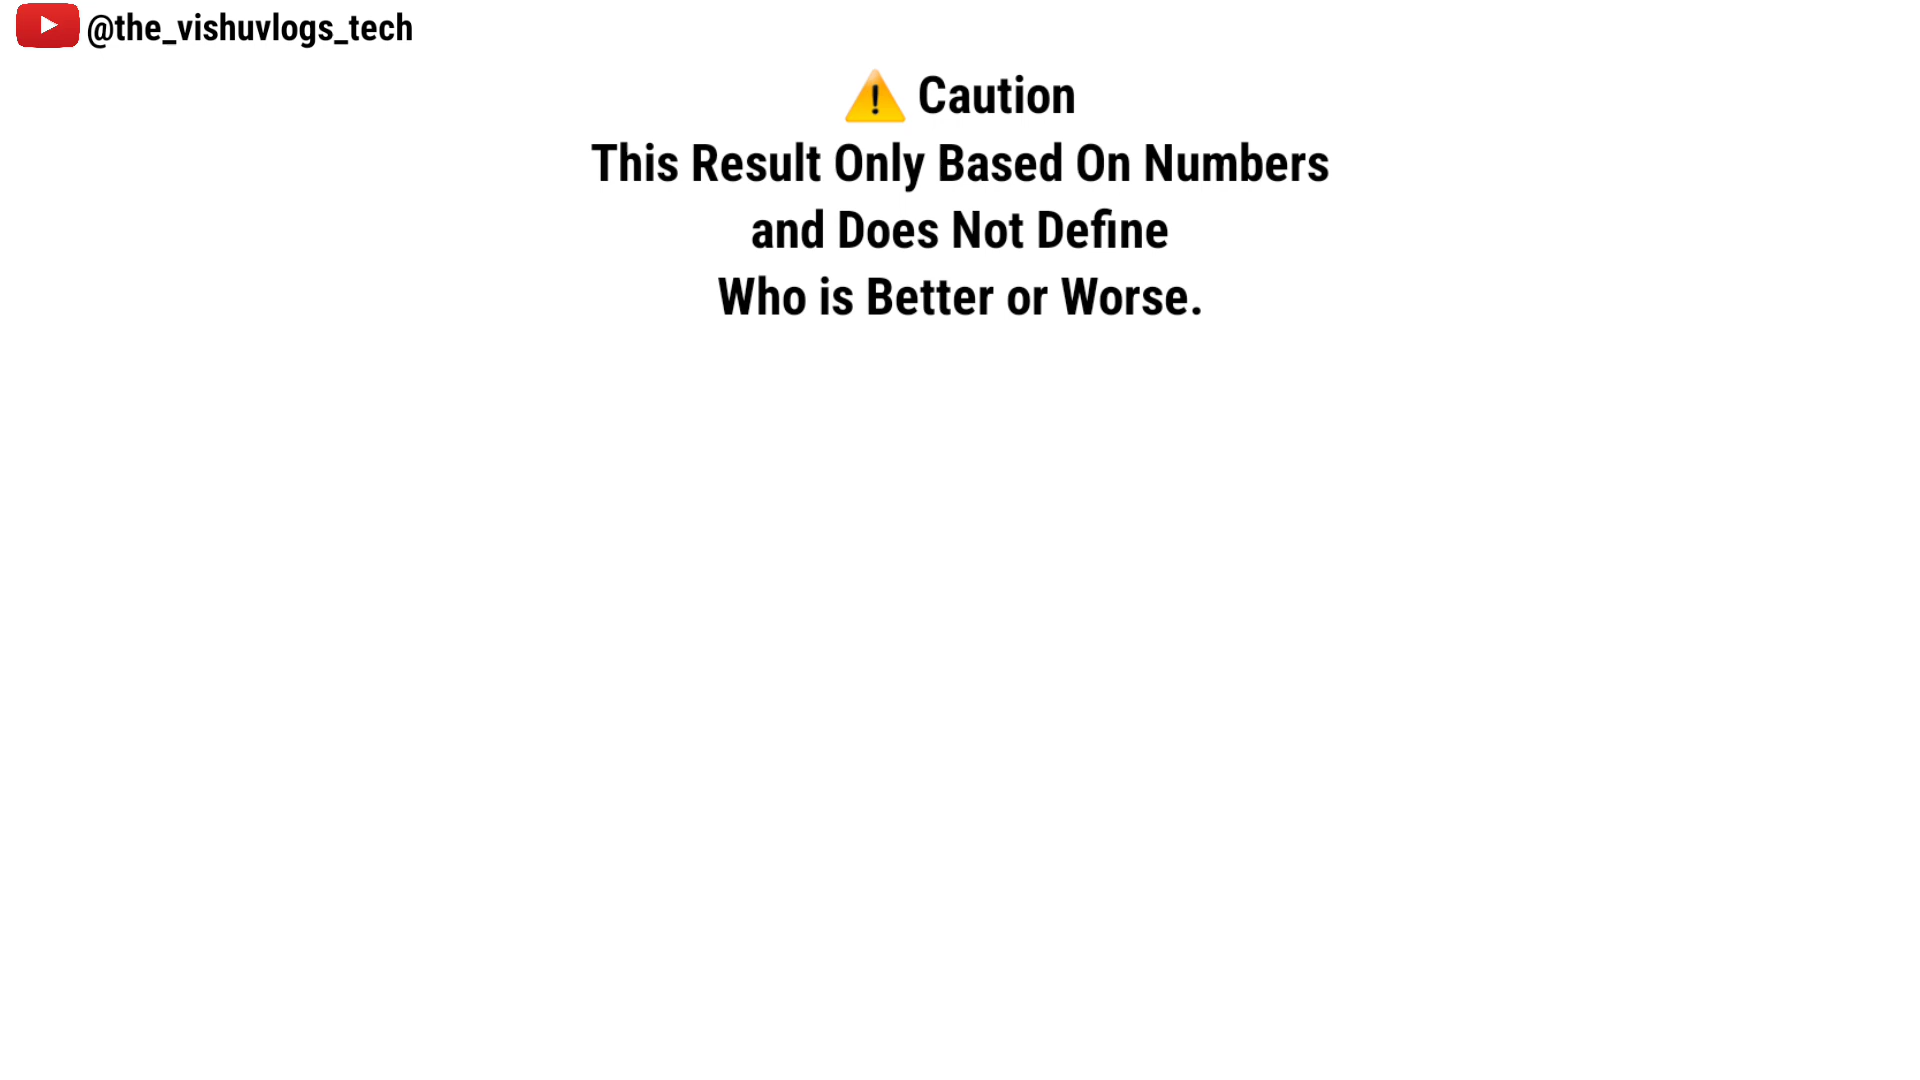 @the_vishuvlogs_tech
⚠️ Caution
This Result Only Based On Numbers
and Does Not Define
Who is Better or Worse.